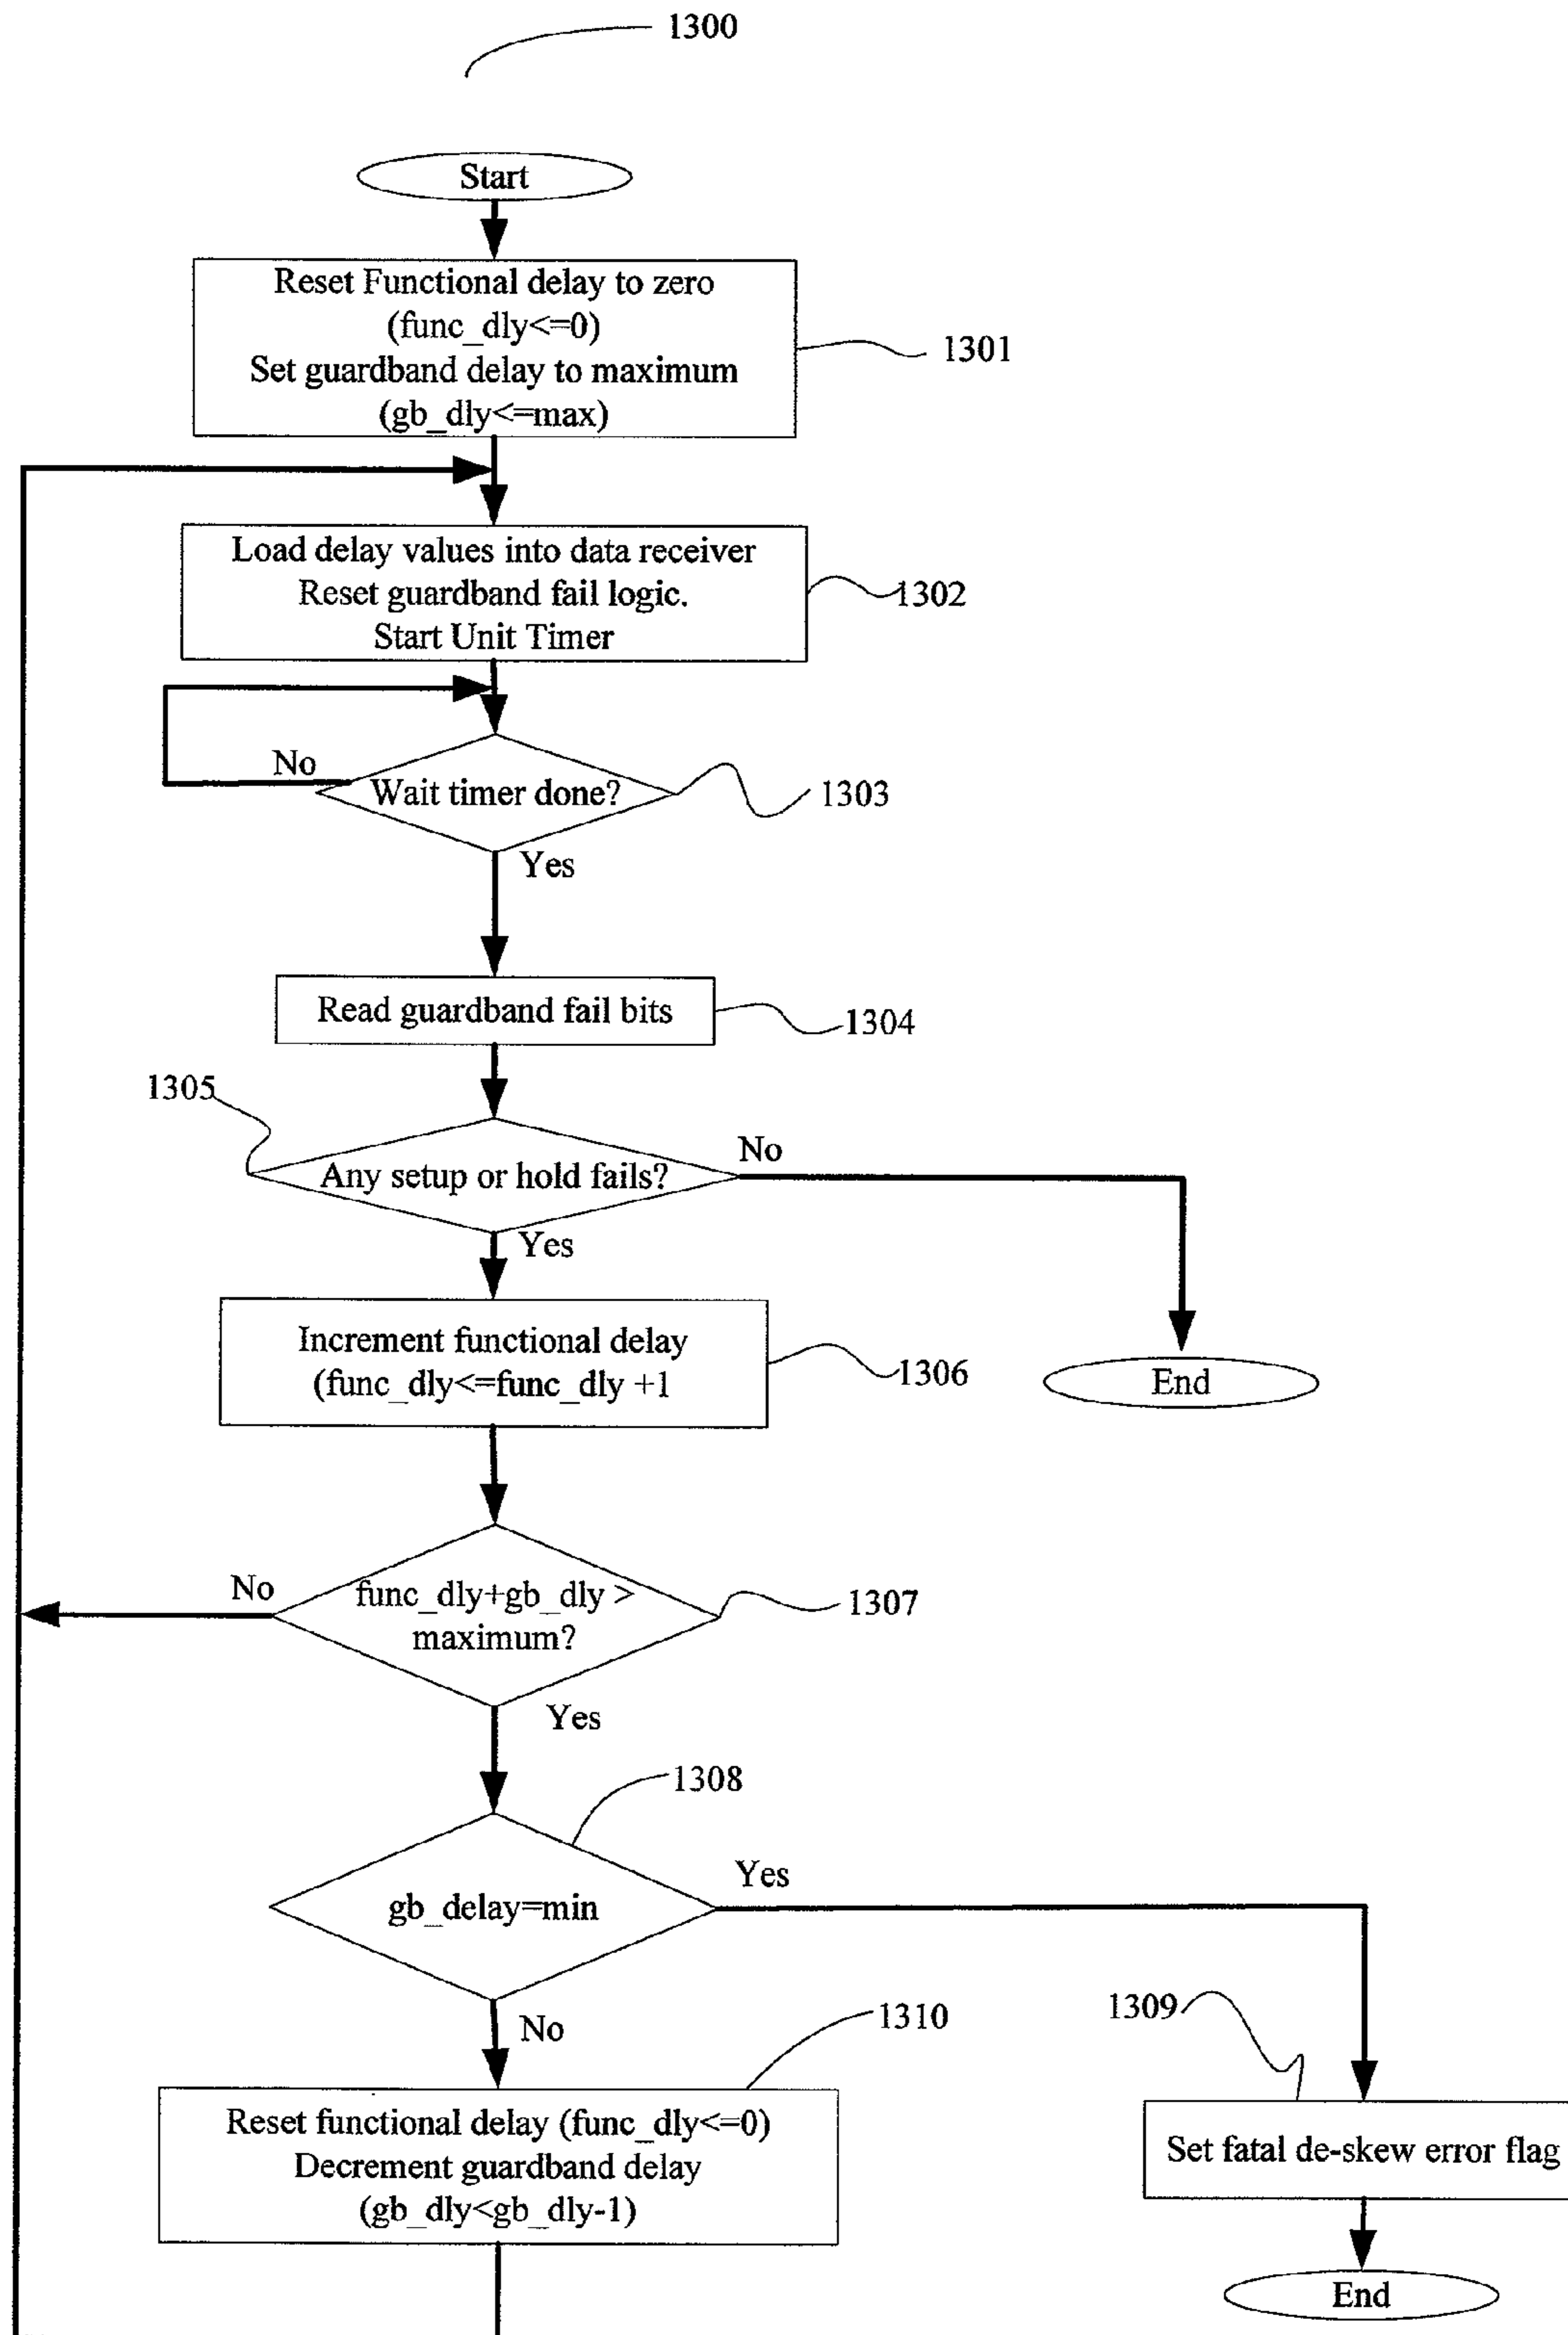 1300
Start
Reset Functional delay to zero
(func_dly<=0)
Set guardband delay to maximum
(gb_dly<=max)
1301
Load delay values into data receiver
Reset guardband fail logic.
Start Unit Timer
1302
No
Wait timer done?
1303
Yes
Read guardband fail bits
1304
1305
Any setup or hold fails?
No
Yes
Increment functional delay
(func_dly<=func_dly +1
1306
End
No
func_dly+gb_dly >
maximum?
1307
Yes
1308
gb_delay=min
Yes
No
1310
1309
Reset functional delay (func_dly<=0)
Decrement guardband delay
(gb_dly<gb_dly-1)
Set fatal de-skew error flag
End